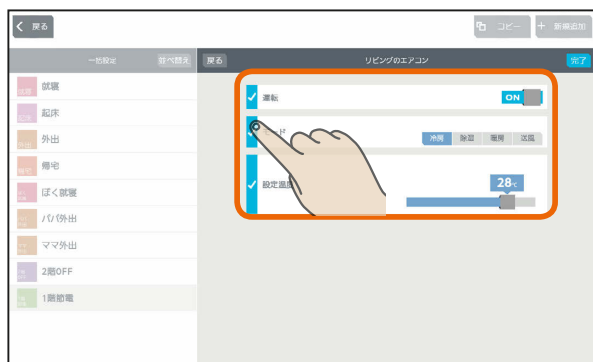 戻る
コピー
新規追加
一括設定
並べ替え
戻る
リビングのエアコン
完了
就寝
起床
外出
帰宅
ぼく就寝
パパ外出
ママ外出
2階OFF
1階節電
運転
ON
ード
冷房 除湿 暖房 送風
設定温
28℃